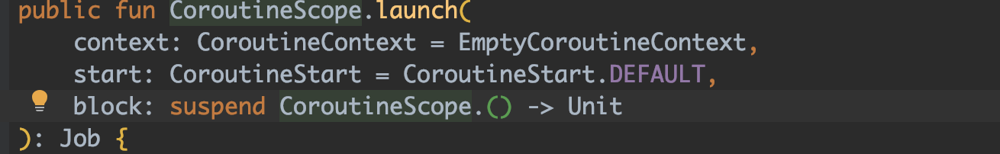 public fun CoroutineScope.launch(
context: CoroutineContext = EmptyCoroutineContext,
start: CoroutineStart = CoroutineStart.DEFAULT,
block: suspend CoroutineScope.() -> Unit
): Job {